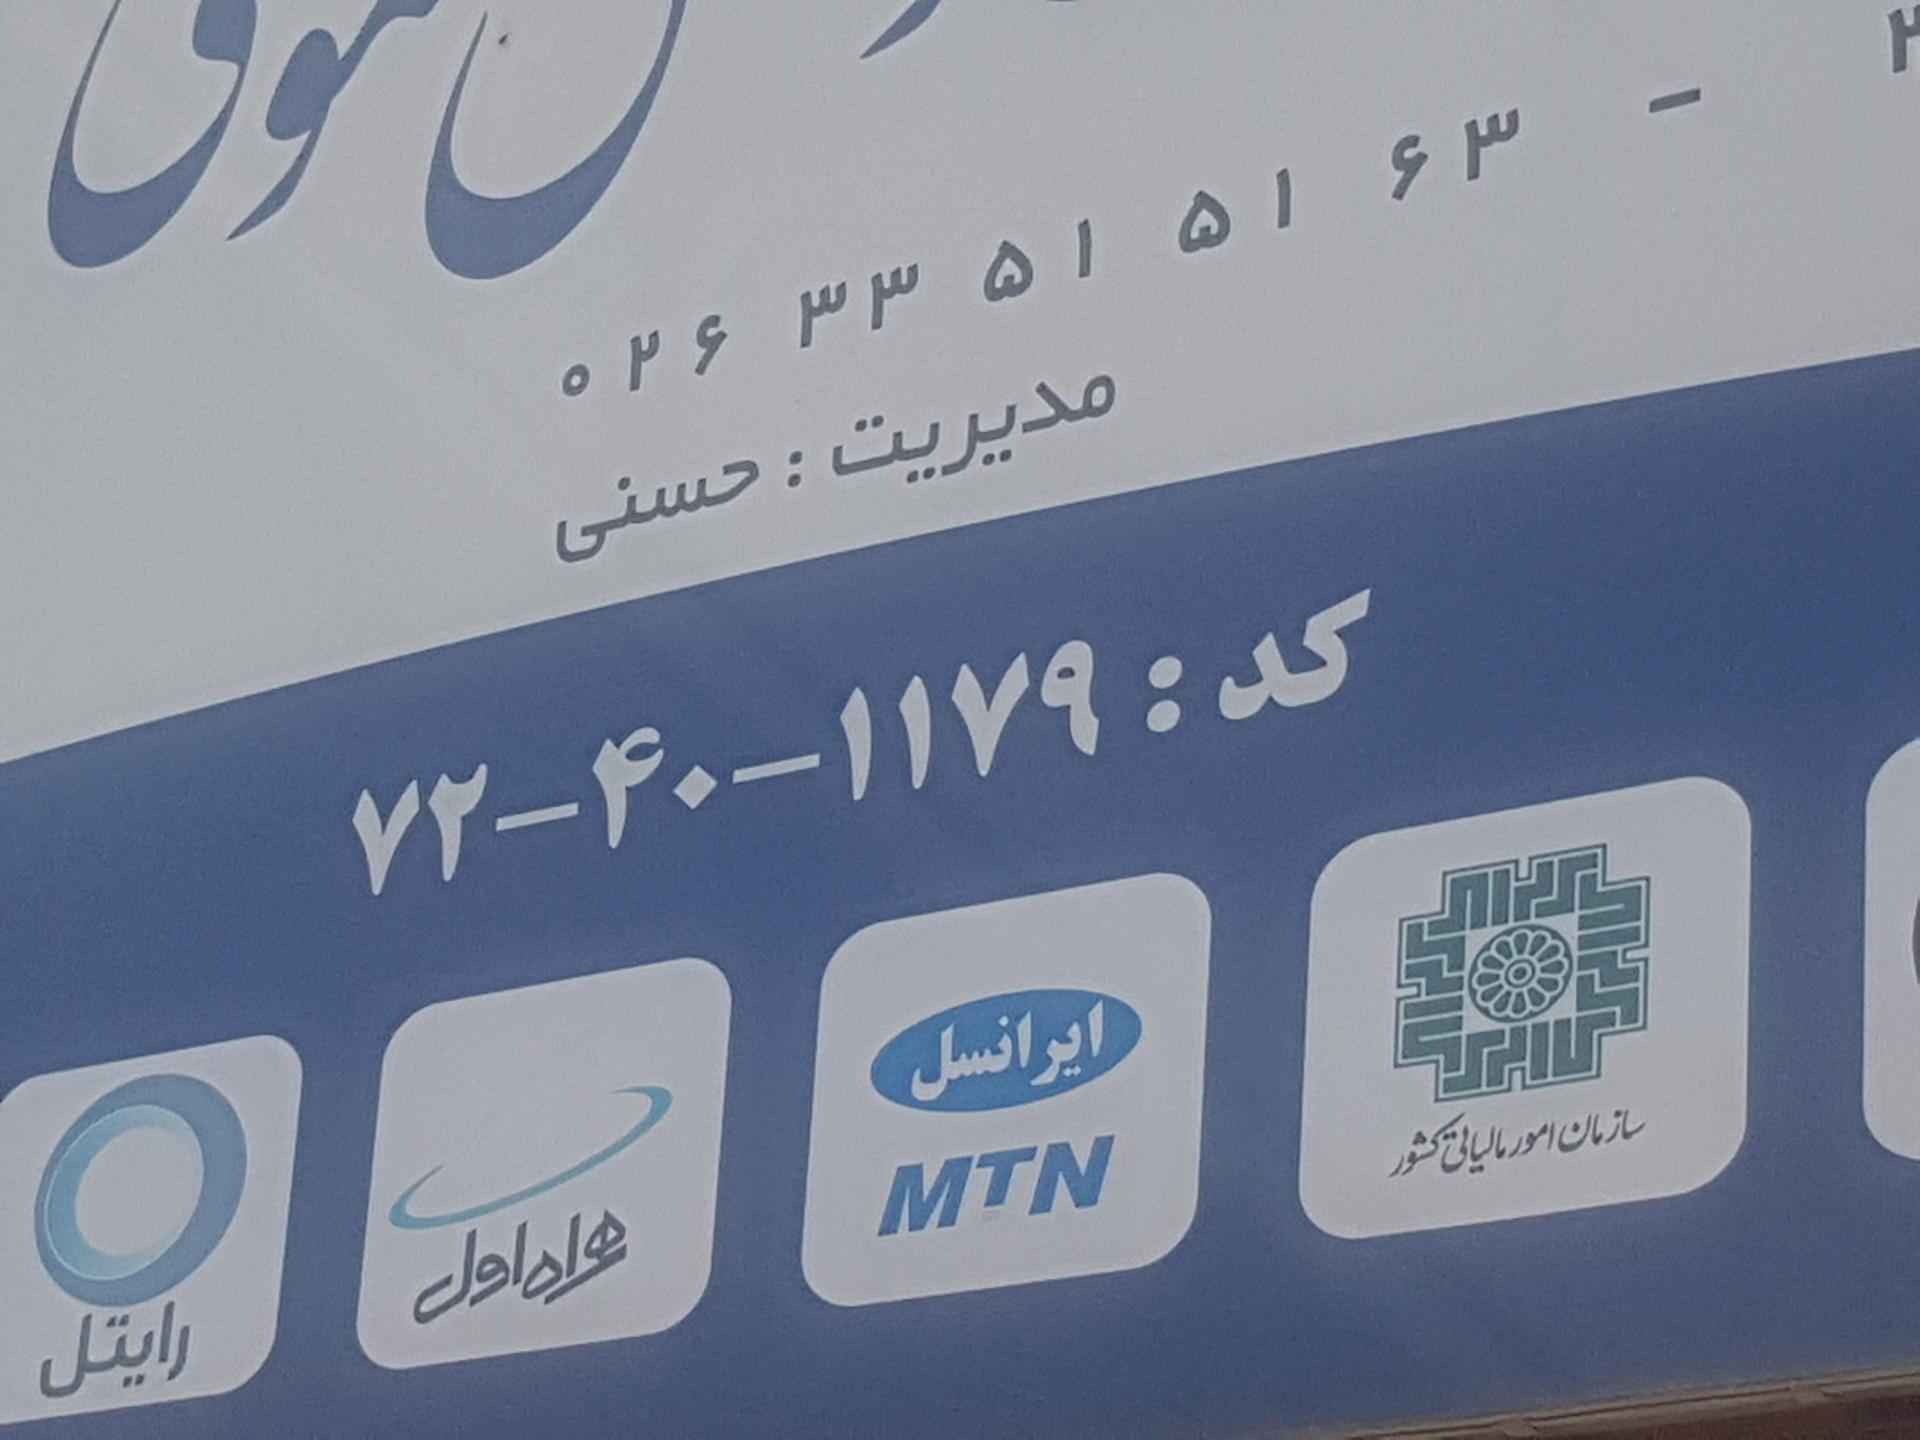 ۰۲۶ ۳۳ ۵۱ ۵۱ ۶۳ -
مدیریت : حسنی
کد : ۷۲-۴۰-۱۱۷۹
سازمان امور مالیاتی کشور
ایرانسل
MTN
همراه اول
رایتل